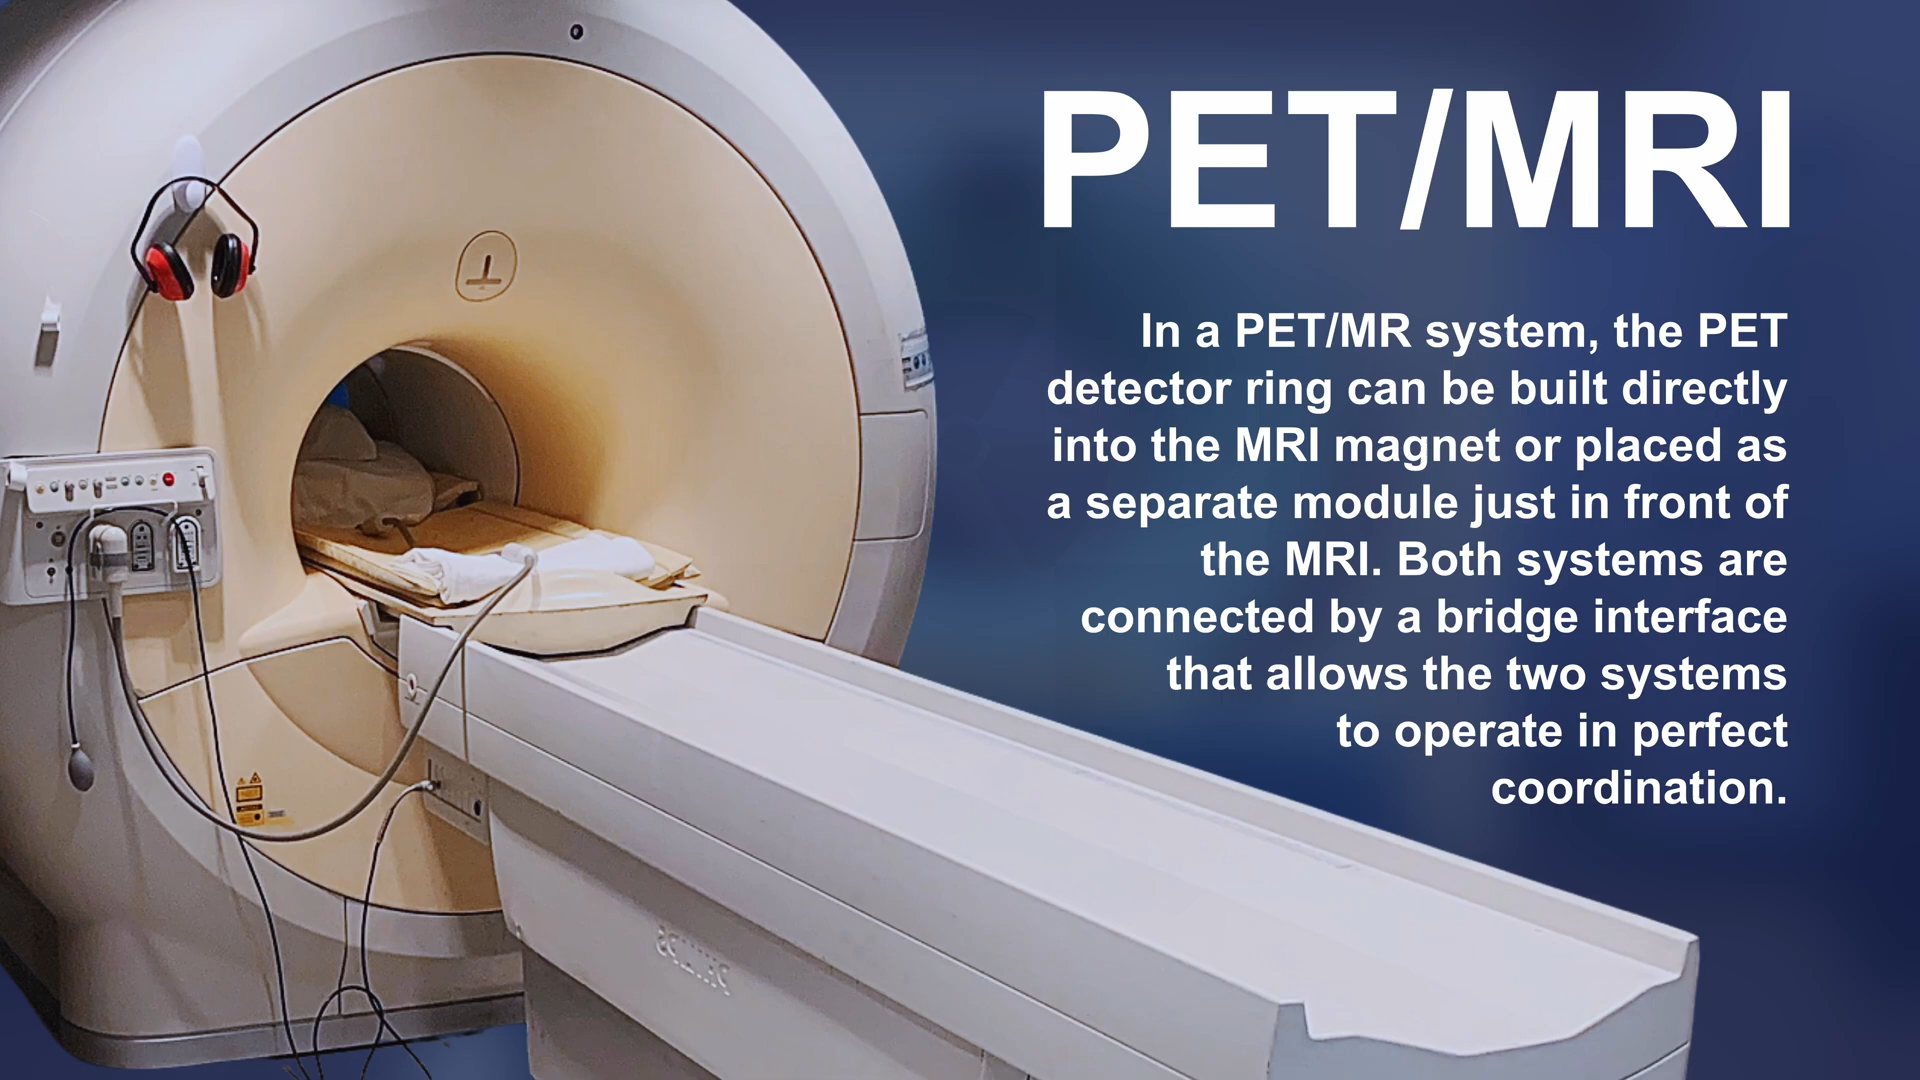 PET/MRI
In a PET/MR system, the PET
detector ring can be built directly
into the MRI magnet or placed as
a separate module just in front of
the MRI. Both systems are
connected by a bridge interface
that allows the two systems
to operate in perfect
coordination.